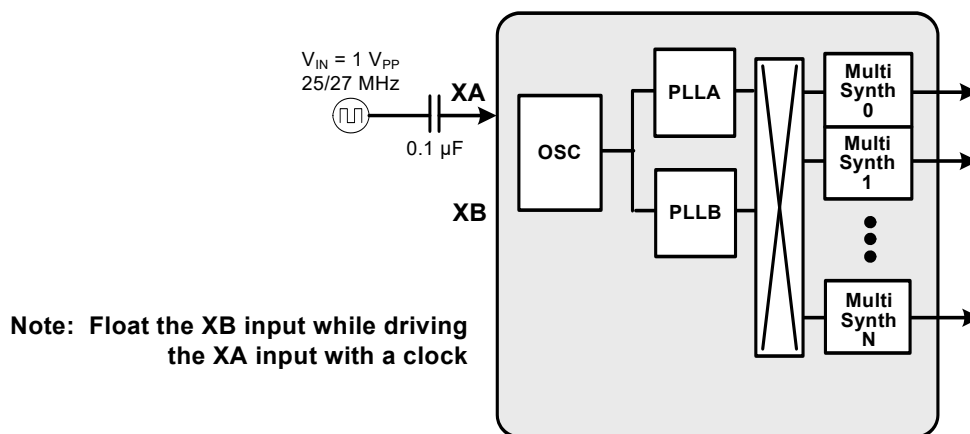 V_IN = 1 V_PP
25/27 MHz
XA
0.1 µF
XB
OSC
PLLA
PLLB
Multi
Synth
0
Multi
Synth
1
Multi
Synth
N
Note: Float the XB input while driving
the XA input with a clock